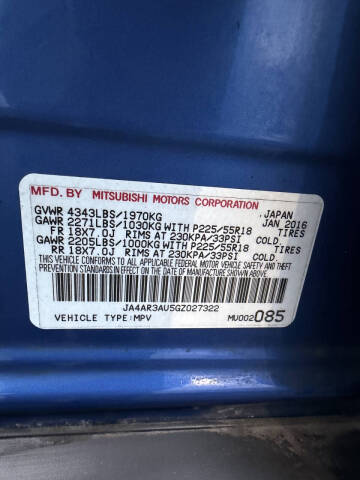 MFD. BY MITSUBISHI MOTORS CORPORATION JAPAN
GVWR 4343LBS/1970KG JAN 2016
GAWR 2271LBS/1030KG WITH P225/55R18 TIRES
FR 18X7.0J RIMS AT 230KPA/33PSI COLD.
GAWR 2205LBS/1000KG WITH P225/55R18 TIRES
RR 18X7.0J RIMS AT 230KPA/33PSI COLD.
THIS VEHICLE CONFORMS TO ALL APPLICABLE FEDERAL MOTOR VEHICLE SAFETY AND THEFT PREVENTION STANDARDS IN EFFECT ON THE DATE OF MANUFACTURE SHOWN ABOVE.
JA4AR3AU5GZ027322
VEHICLE TYPE:MPV MU002085